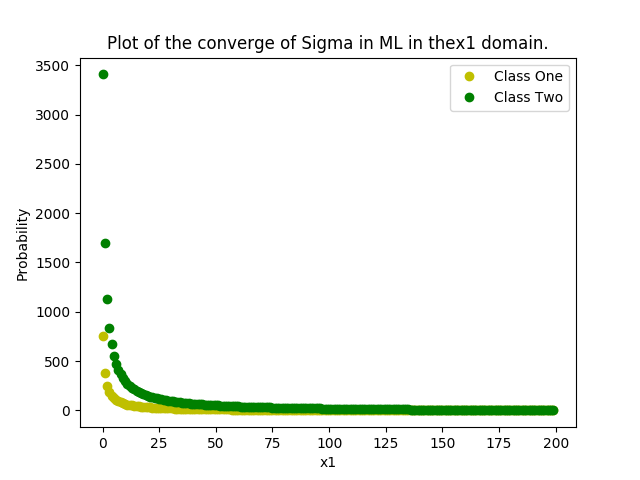 Plot of the converge of Sigma in ML in thex1 domain.
Class One
Class Two
Probability
3500
3000
2500
2000
1500
1000
500
0
0 25 50 75 100 125 150 175 200
x1